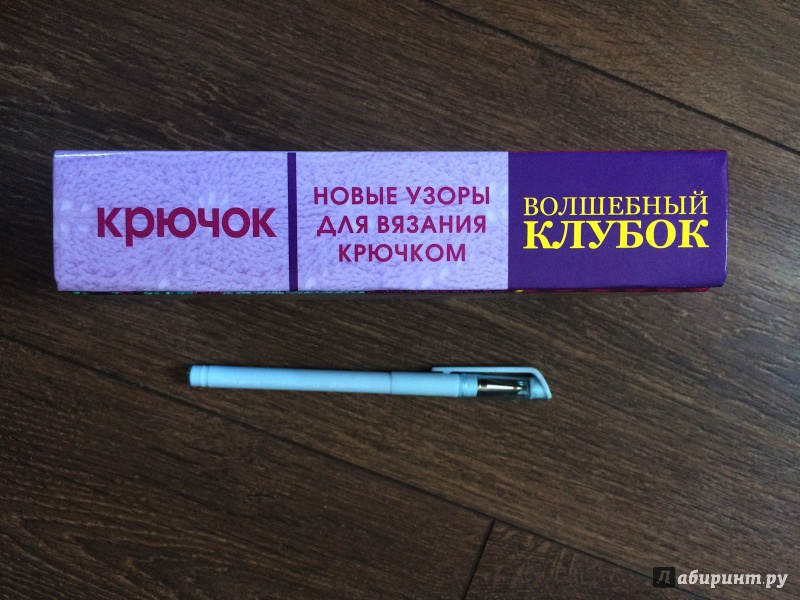 крючок
НОВЫЕ УЗОРЫ
ДЛЯ ВЯЗАНИЯ
КРЮЧКОМ
ВОЛШЕБНЫЙ
КЛУБОК
Лабиринт.ру